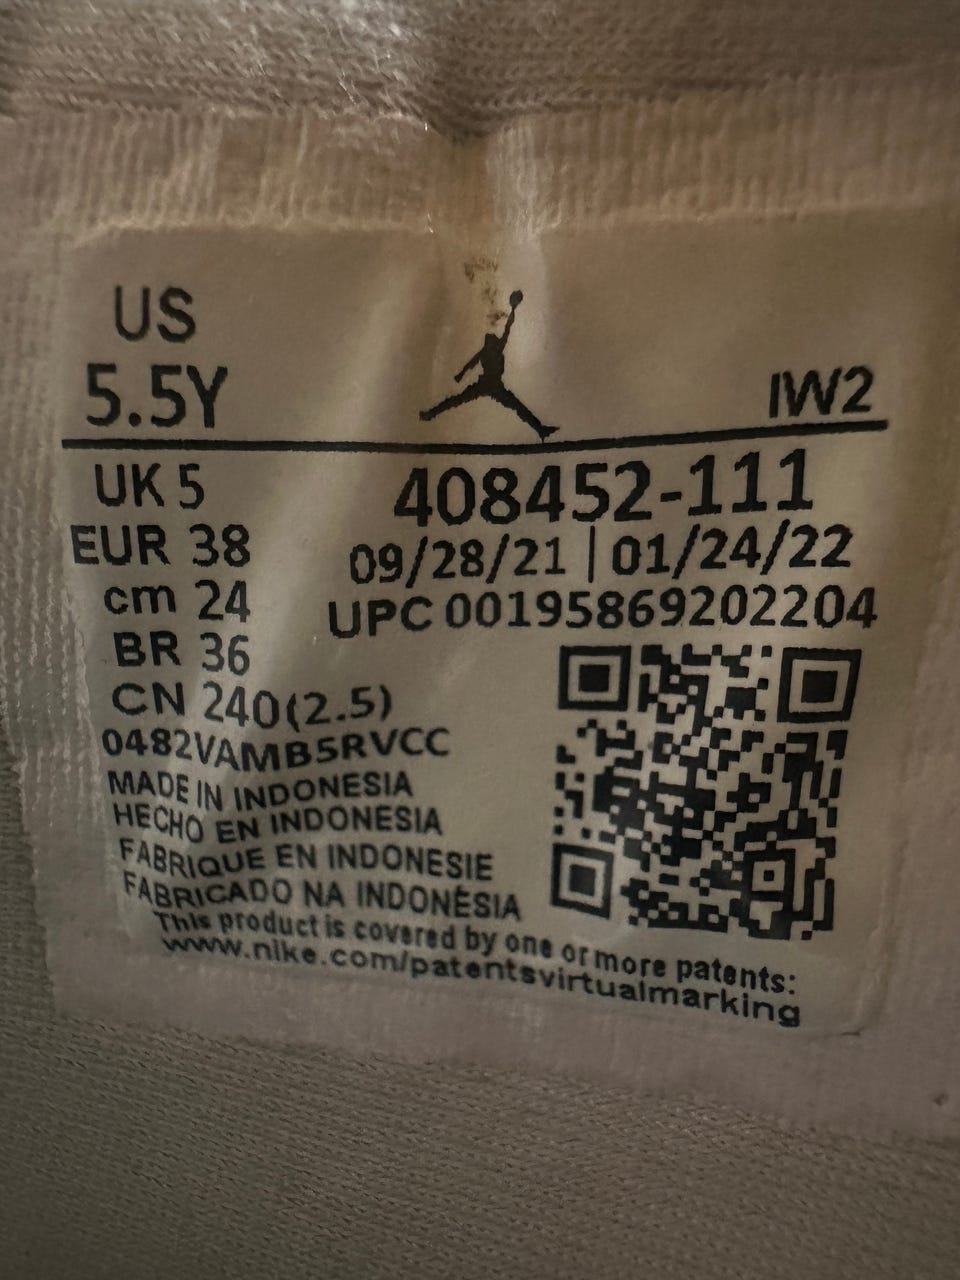 US
5.5Y
IW2
UK 5
408452-111
EUR 38
09/28/21 | 01/24/22
cm 24
UPC 00195869202204
BR 36
CN 240(2.5)
0482VAMB5RVCC
MADE IN INDONESIA
HECHO EN INDONESIA
FABRIQUE EN INDONESIE
FABRICADO NA INDONÉSIA
This product is covered by one or more patents:
www.nike.com/patentsvirtualmarking